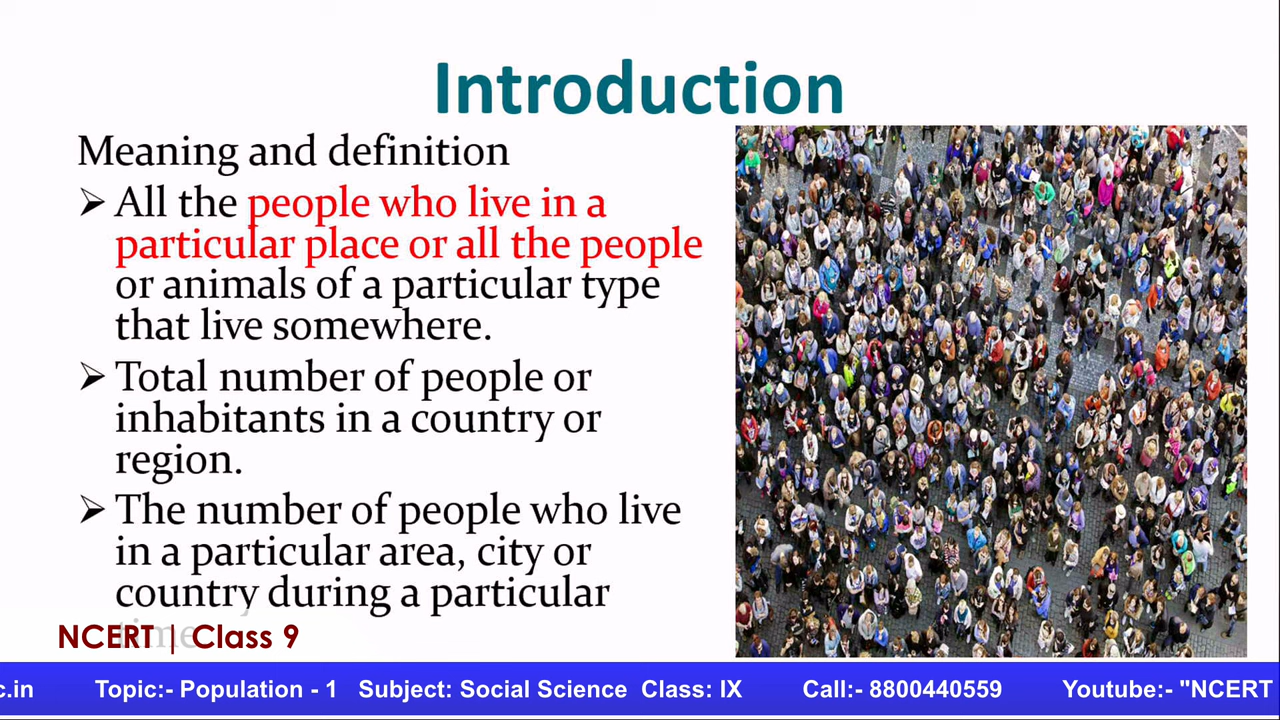 Introduction
Meaning and definition
➢ All the people who live in a
particular place or all the people
or animals of a particular type
that live somewhere.
➢ Total number of people or
inhabitants in a country or
region.
➢ The number of people who live
in a particular area, city or
country during a particular
time
NCERT | Class 9
c.in Topic:- Population - 1 Subject: Social Science Class: IX Call:- 8800440559 Youtube:- "NCERT